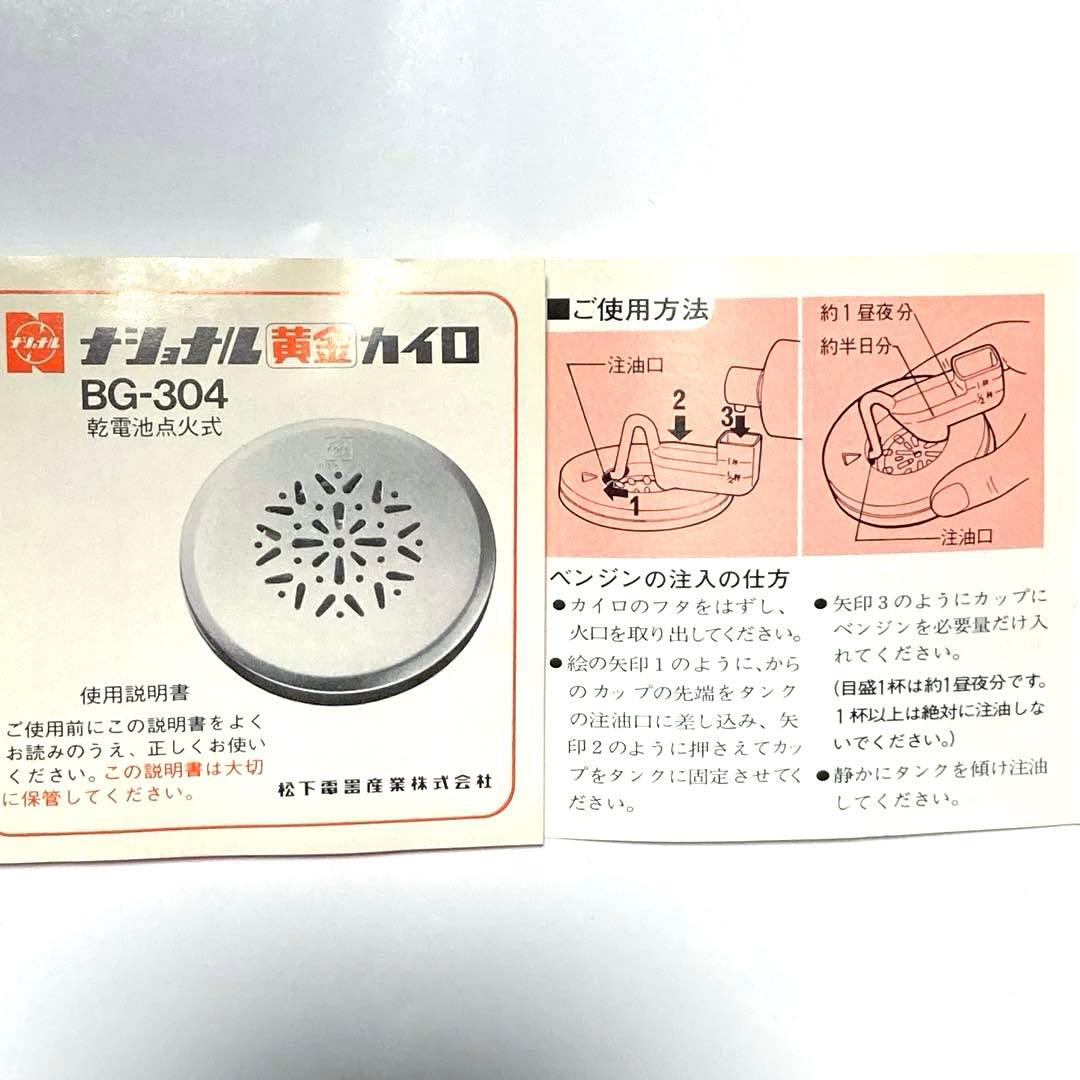 ナショナル
ナショナル黄金カイロ
BG-304
乾電池点火式
使用説明書
ご使用前にこの説明書をよく
お読みのうえ、正しくお使い
ください。この説明書は大切
に保管してください。
松下電器産業株式会社
■ご使用方法
注油口
1
2
3
1杯
½杯
約1昼夜分
約半日分
1杯
½杯
注油口
ベンジンの注入の仕方
●カイロのフタをはずし、
火口を取り出してください。
●絵の矢印1のように、から
のカップの先端をタンク
の注油口に差し込み、矢
印2のように押さえてカッ
プをタンクに固定させてく
ださい。
●矢印3のようにカップに
ベンジンを必要量だけ入
れてください。
(目盛1杯は約1昼夜分です。
1杯以上は絶対に注油しな
いでください。)
●静かにタンクを傾け注油
してください。